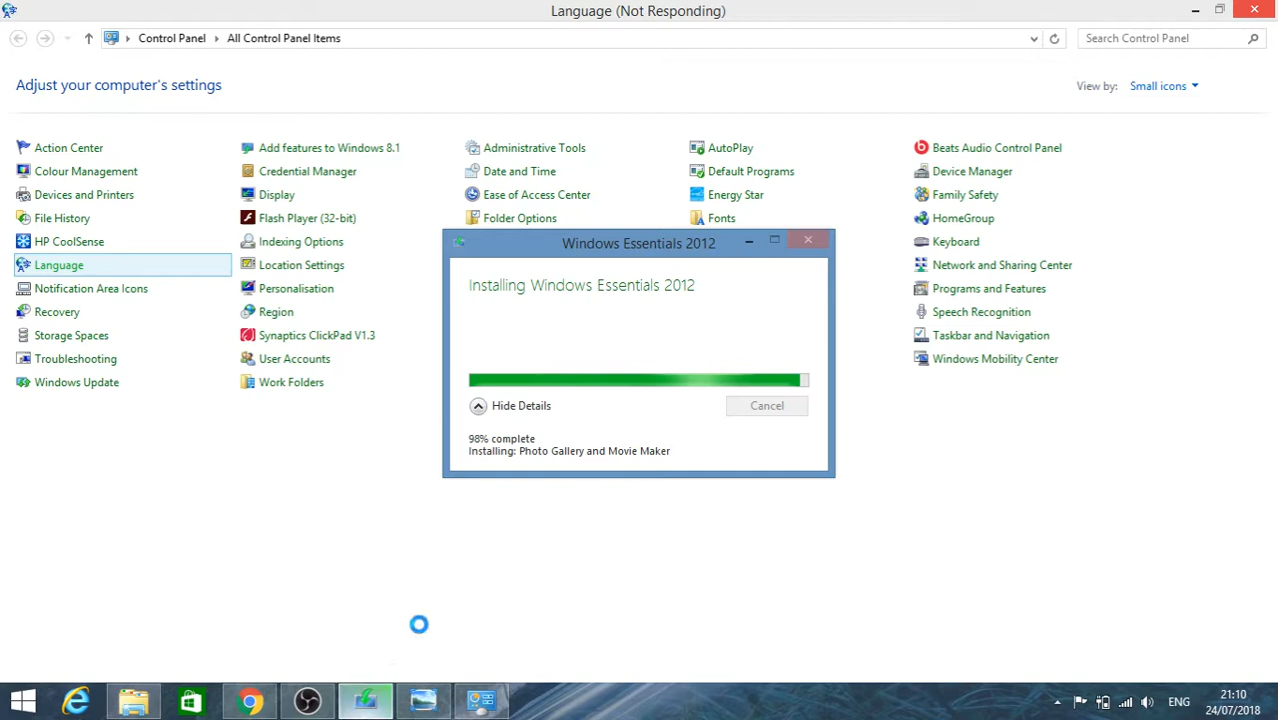 Language (Not Responding)
Control Panel All Control Panel Items
Search Control Panel
Adjust your computer's settings
View by: Small icons
Action Center
Colour Management
Devices and Printers
File History
HP CoolSense
Language
Notification Area Icons
Recovery
Storage Spaces
Troubleshooting
Windows Update
Add features to Windows 8.1
Credential Manager
Display
Flash Player (32-bit)
Indexing Options
Location Settings
Personalisation
Region
Synaptics ClickPad V1.3
User Accounts
Work Folders
Administrative Tools
Date and Time
Ease of Access Center
Folder Options
AutoPlay
Default Programs
Energy Star
Fonts
Beats Audio Control Panel
Device Manager
Family Safety
HomeGroup
Keyboard
Network and Sharing Center
Programs and Features
Speech Recognition
Taskbar and Navigation
Windows Mobility Center
Windows Essentials 2012
Installing Windows Essentials 2012
Hide Details
Cancel
98% complete
Installing: Photo Gallery and Movie Maker
ENG
21:10
24/07/2018